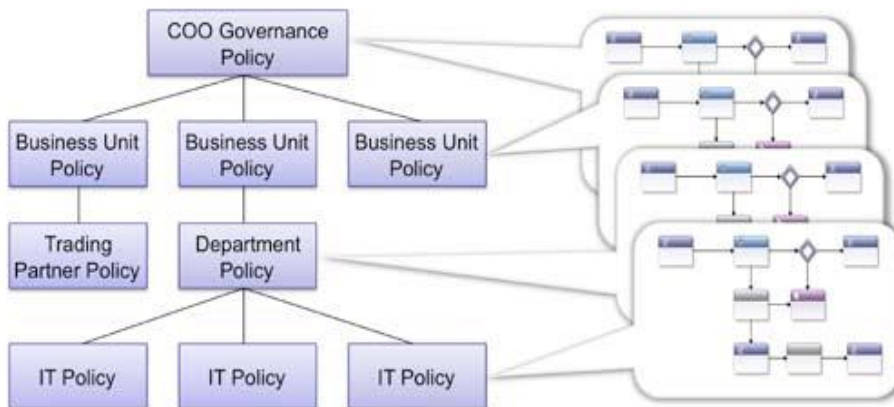 COO Governance
Policy
Business Unit
Policy
Business Unit
Policy
Business Unit
Policy
Trading
Partner Policy
Department
Policy
IT Policy
IT Policy
IT Policy